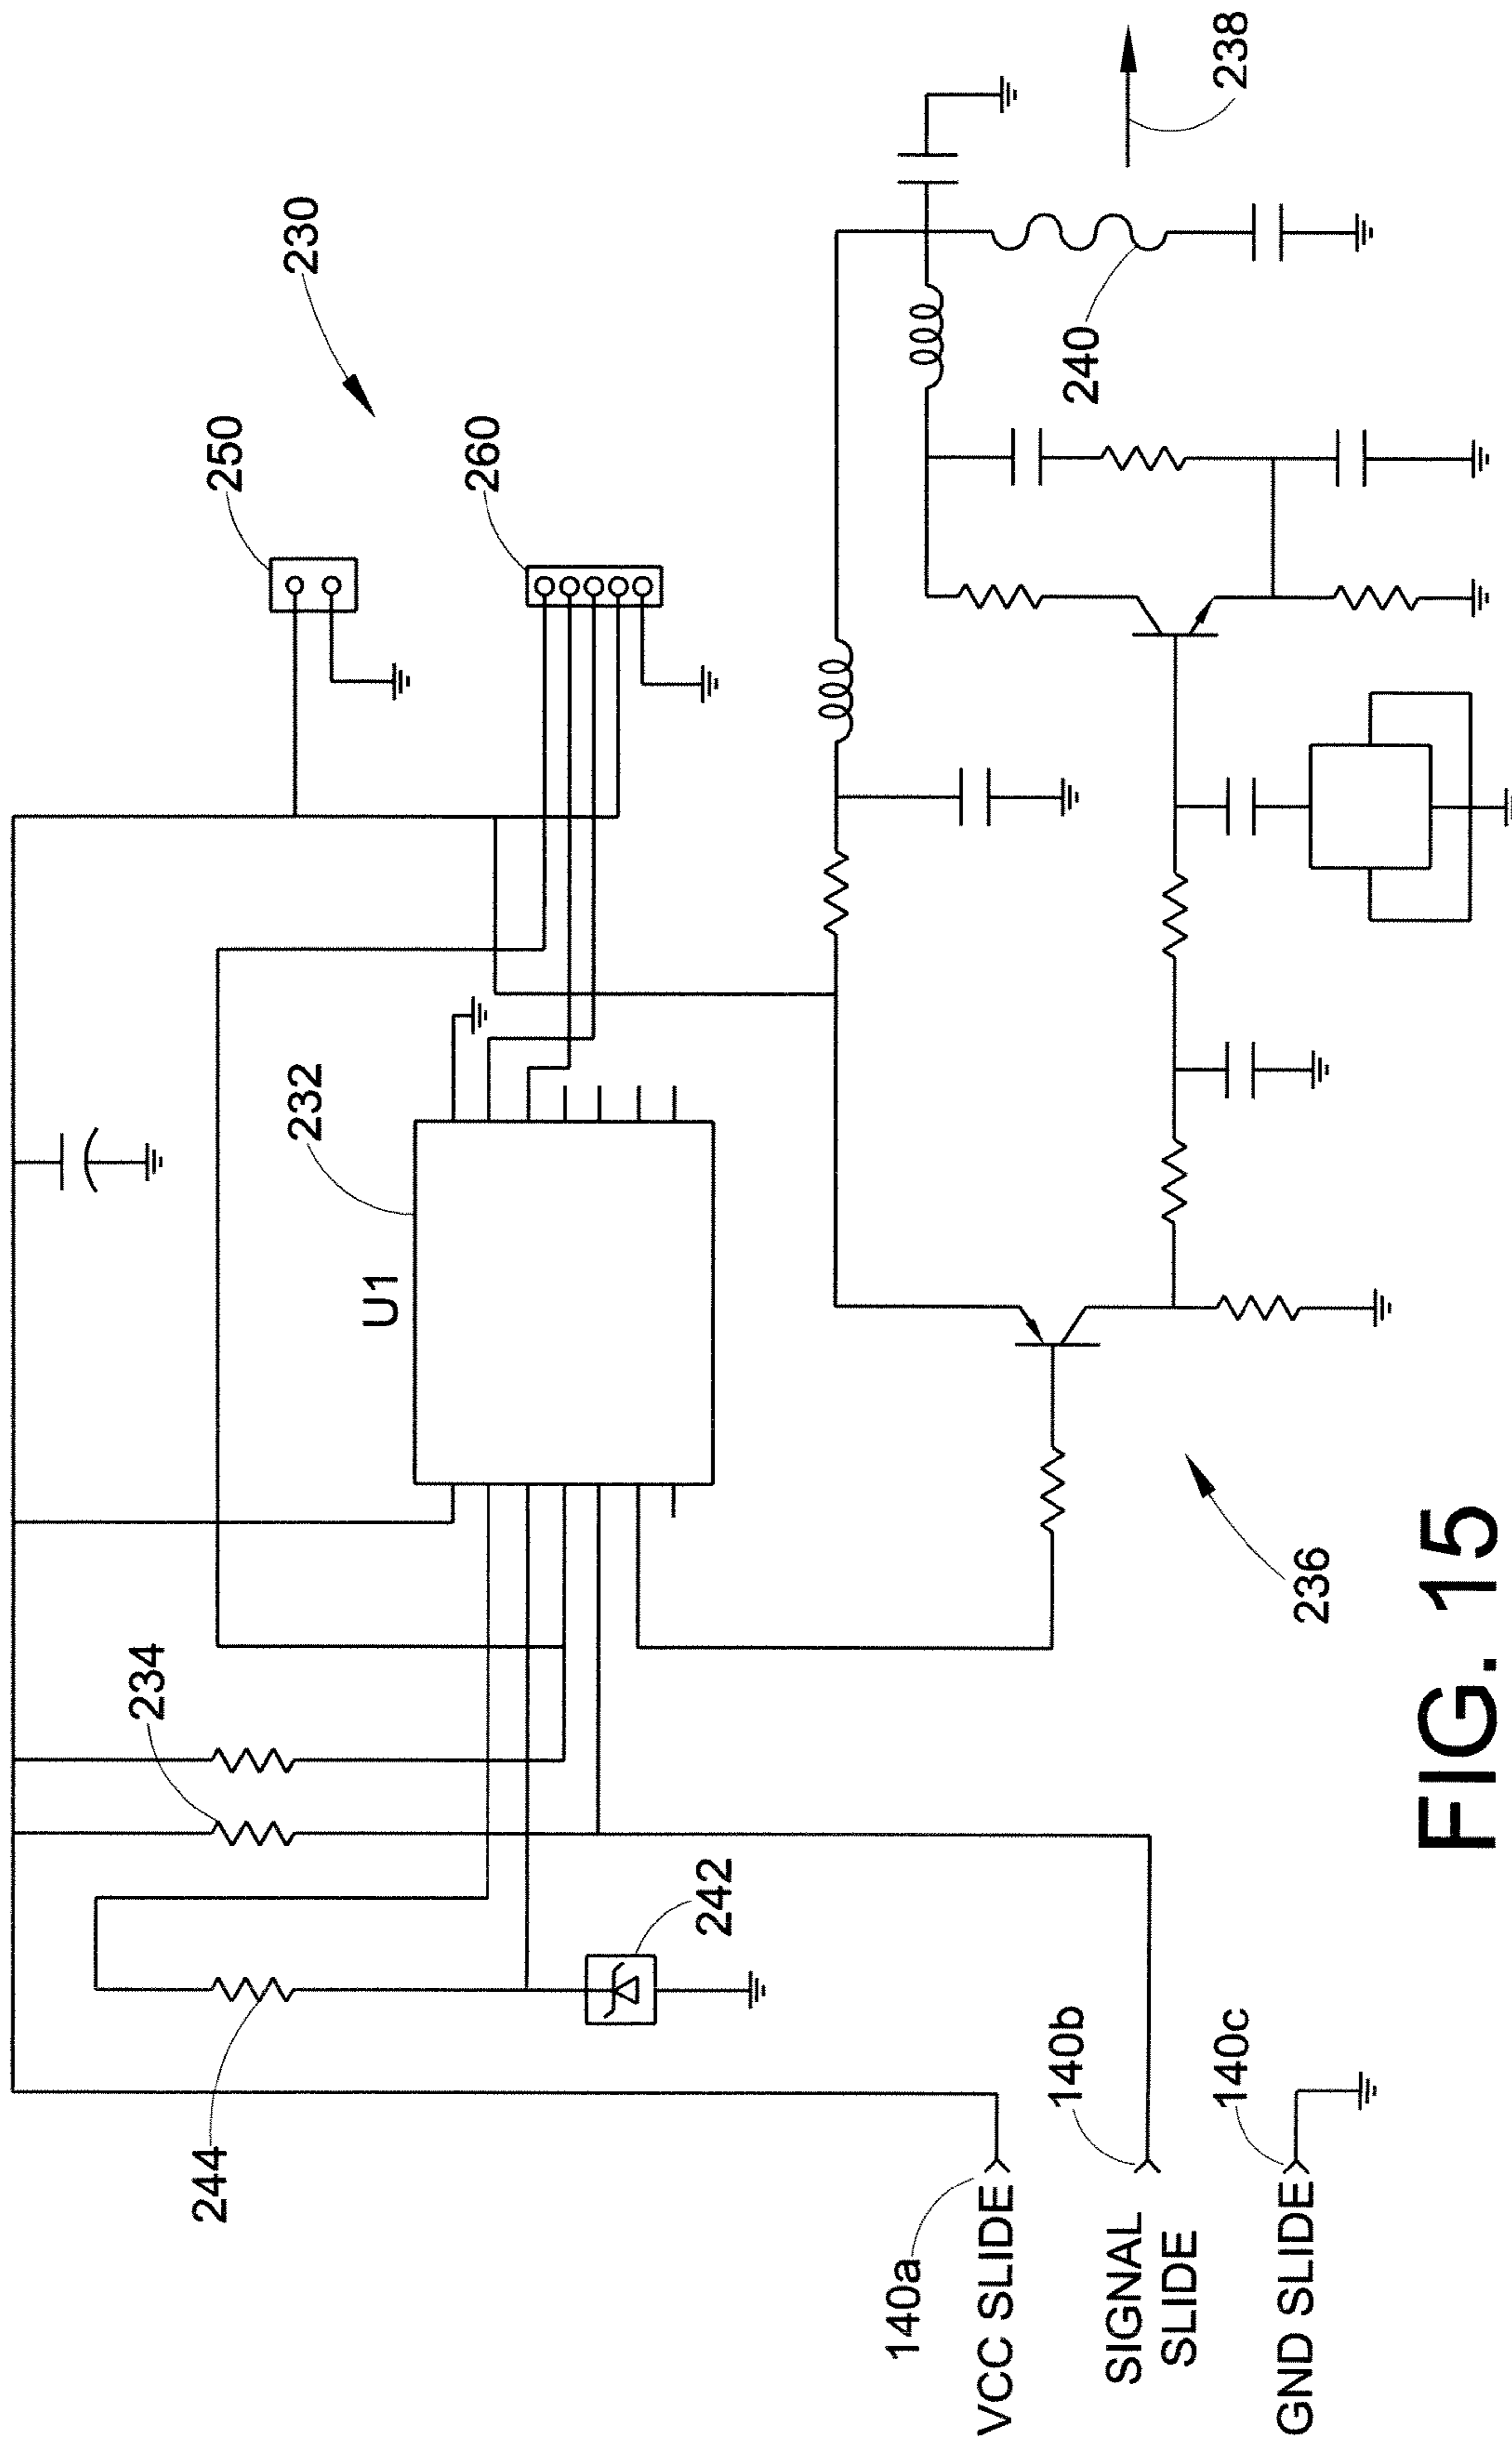 230
250
260
232
U1
234
244
242
140a
VCC SLIDE
140b
SIGNAL
SLIDE
140c
GND SLIDE
236
240
238
FIG. 15